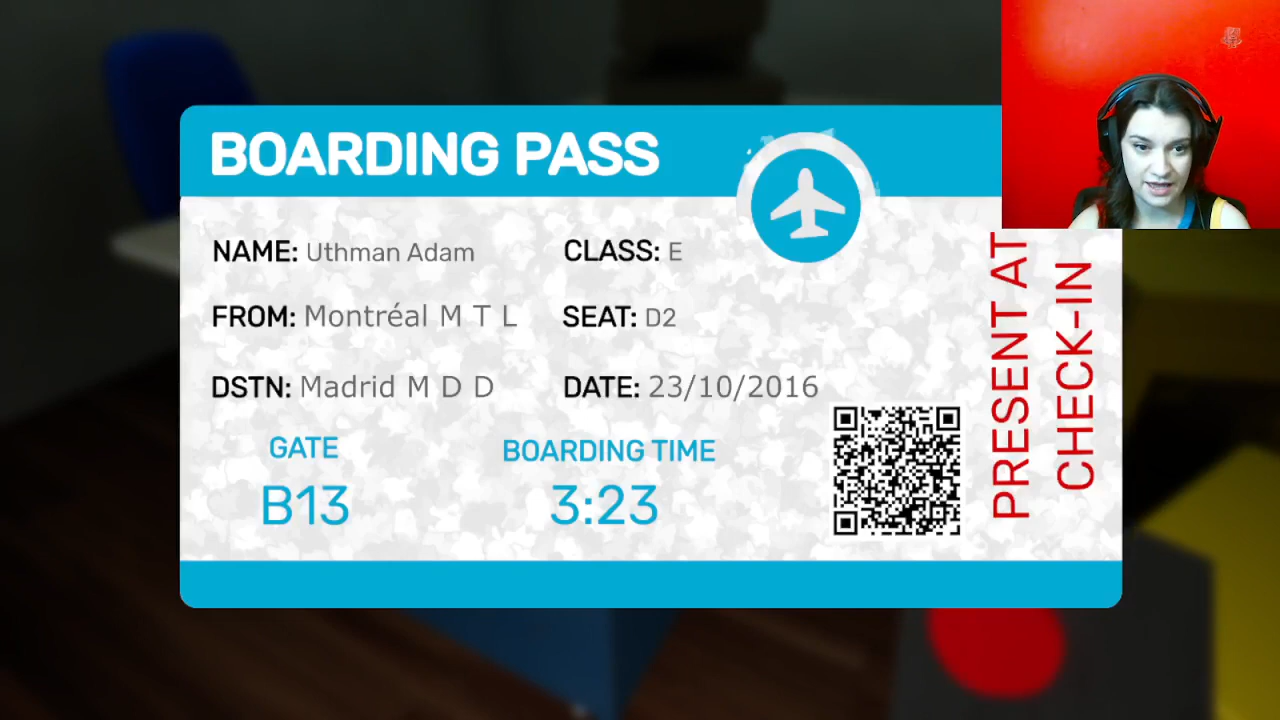 BOARDING PASS
NAME: Uthman Adam
CLASS: E
FROM: Montréal M T L
SEAT: D2
DSTN: Madrid M D D
DATE: 23/10/2016
GATE
BOARDING TIME
B13
3:23
PRESENT AT
CHECK-IN